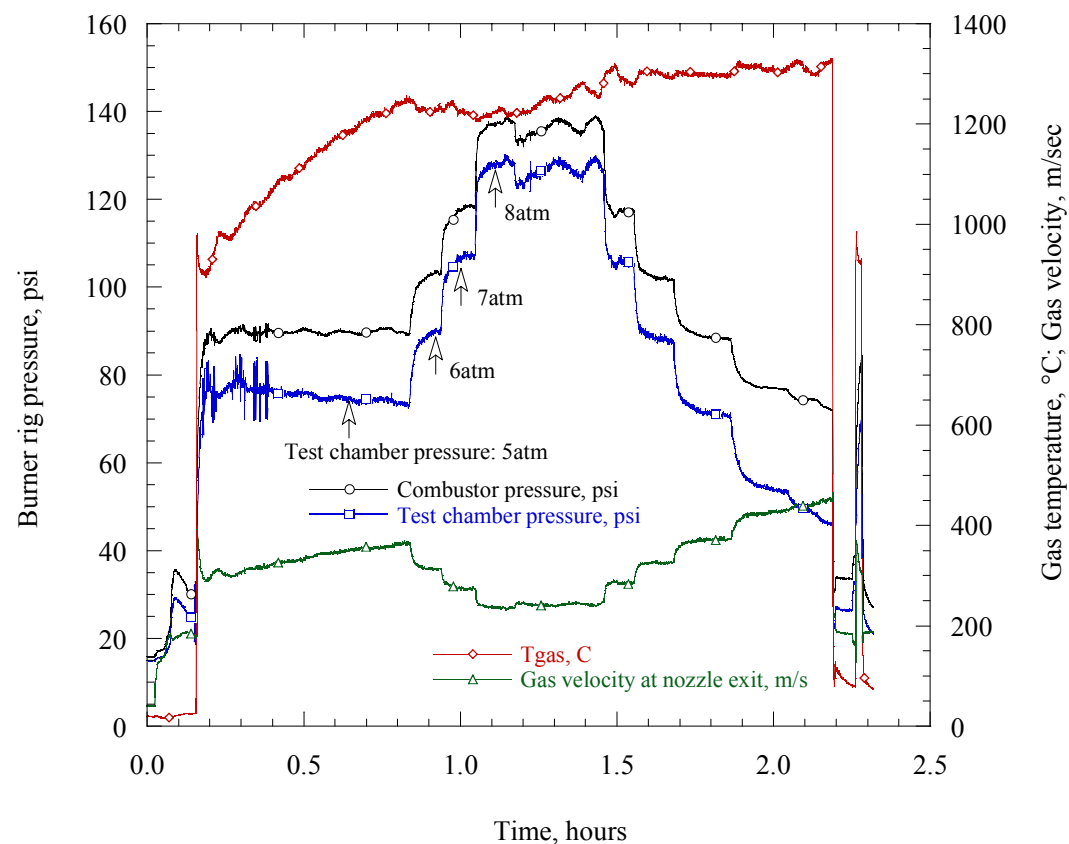 160
140
120
100
80
60
40
20
0
Burner rig pressure, psi
1400
1200
1000
800
600
400
200
0
Gas temperature, °C; Gas velocity, m/sec
8atm
7atm
6atm
Test chamber pressure: 5atm
Combustor pressure, psi
Test chamber pressure, psi
Tgas, C
Gas velocity at nozzle exit, m/s
0.0 0.5 1.0 1.5 2.0 2.5
Time, hours